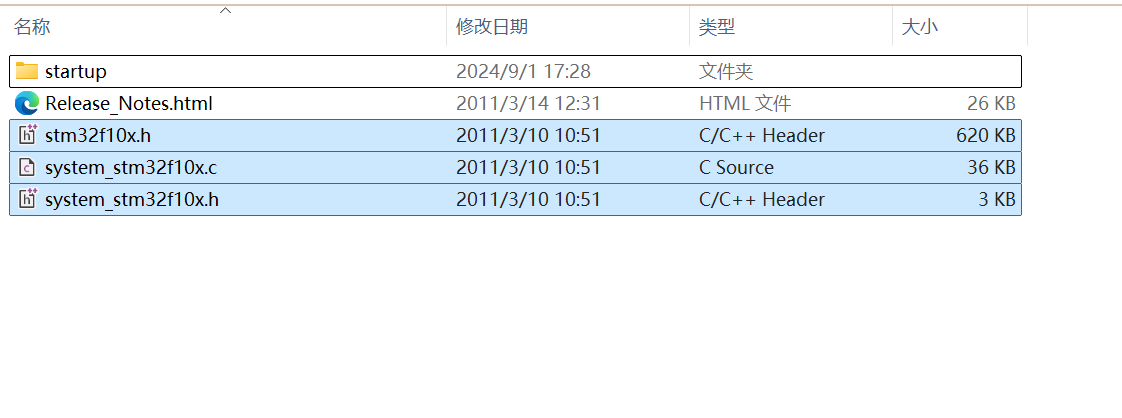 名称 修改日期 类型 大小
startup 2024/9/1 17:28 文件夹
Release_Notes.html 2011/3/14 12:31 HTML 文件 26 KB
stm32f10x.h 2011/3/10 10:51 C/C++ Header 620 KB
system_stm32f10x.c 2011/3/10 10:51 C Source 36 KB
system_stm32f10x.h 2011/3/10 10:51 C/C++ Header 3 KB